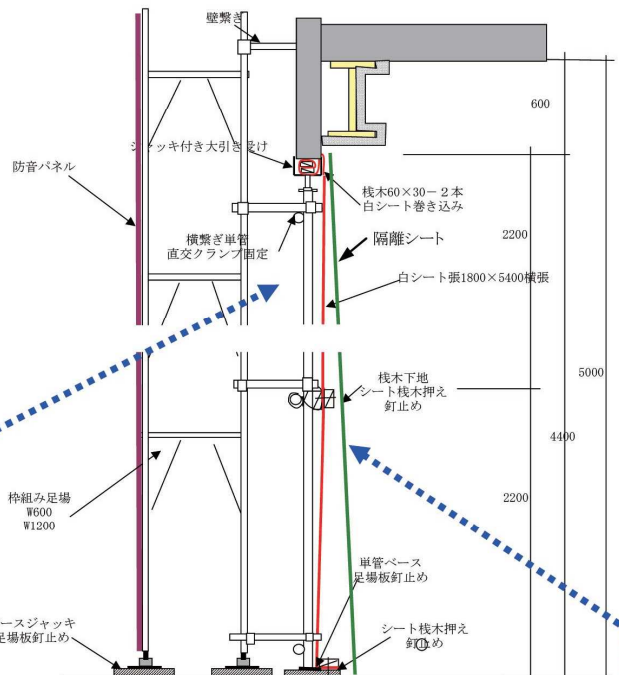 壁繋ぎ
600
ジャッキ付き大引き受け
防音パネル
桟木60×30－2本
白シート巻き込み
横繋ぎ単管
直交クランプ固定
隔離シート
2200
白シート張1800×5400横張
5000
桟木下地
シート桟木押え
釘止め
4400
枠組み足場
W600
W1200
2200
単管ベース
足場板釘止め
ースジャッキ
足場板釘止め
シート桟木押え
釘止め